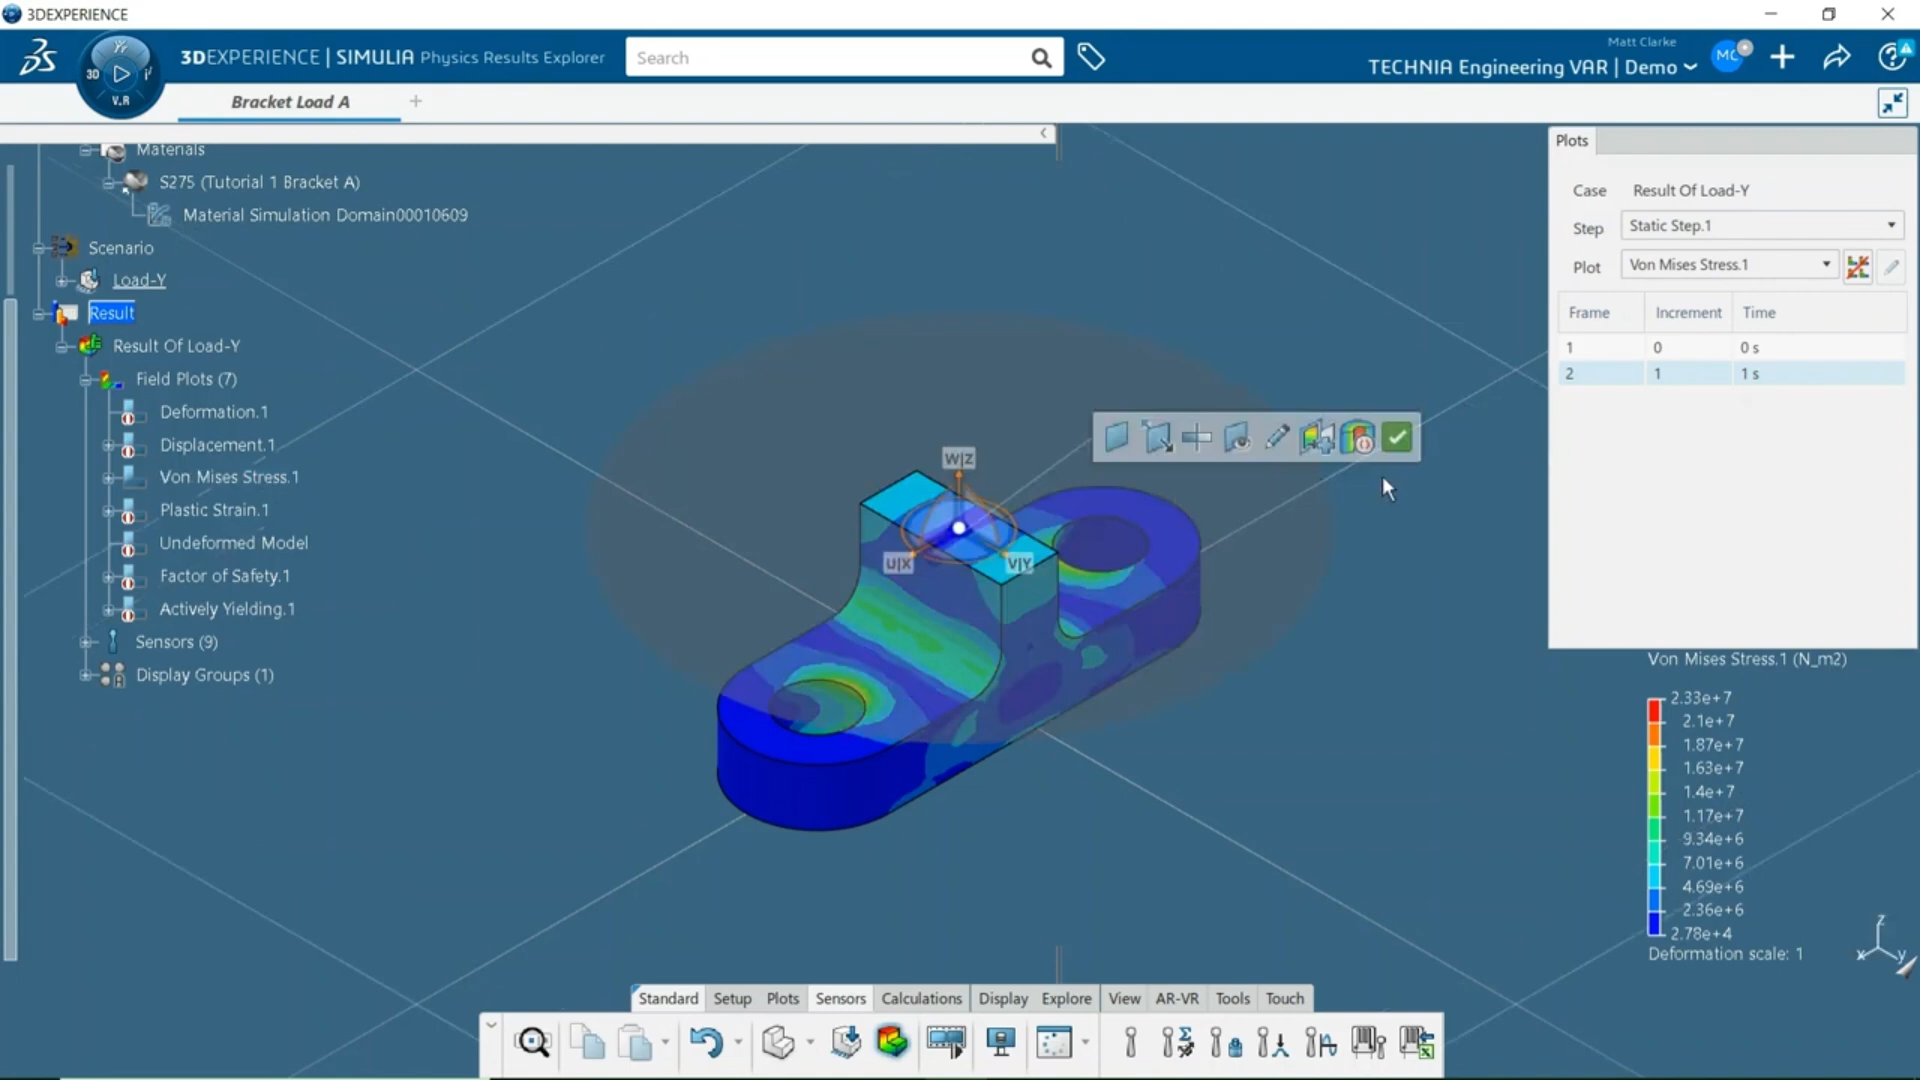 3DEXPERIENCE
3DEXPERIENCE | SIMULIA Physics Results Explorer
Search
Matt Clarke
TECHNIA Engineering VAR | Demo
MC
3D
V.R
Bracket Load A
Materials
S275 (Tutorial 1 Bracket A)
Material Simulation Domain00010609
Scenario
Load-Y
Result
Result Of Load-Y
Field Plots (7)
Deformation.1
Displacement.1
Von Mises Stress.1
Plastic Strain.1
Undeformed Model
Factor of Safety.1
Actively Yielding.1
Sensors (9)
Display Groups (1)
W|Z
U|X
V|Y
Plots
Case Result Of Load-Y
Step Static Step.1
Plot Von Mises Stress.1
Frame Increment Time
1 0 0 s
2 1 1 s
Von Mises Stress.1 (N_m2)
2.33e+7
2.1e+7
1.87e+7
1.63e+7
1.4e+7
1.17e+7
9.34e+6
7.01e+6
4.69e+6
2.36e+6
2.78e+4
Deformation scale: 1
z
x
y
Standard Setup Plots Sensors Calculations Display Explore View AR-VR Tools Touch